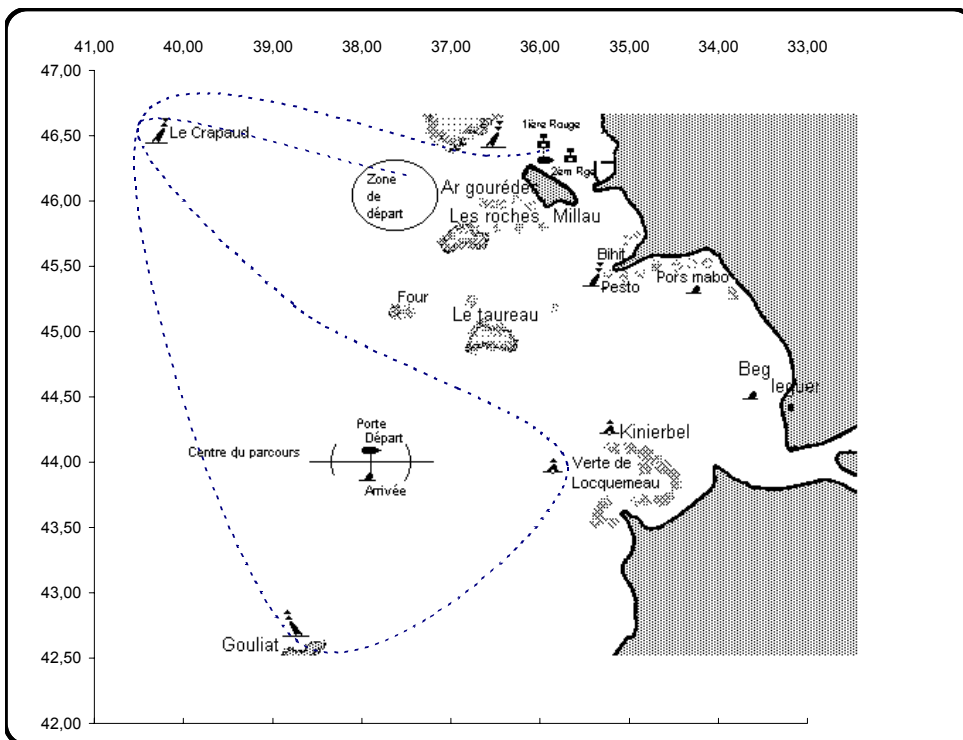 41,00 40,00 39,00 38,00 37,00 36,00 35,00 34,00 33,00
47,00
46,50
46,00
45,50
45,00
44,50
44,00
43,50
43,00
42,50
42,00
Le Crapaud
1ière Rouge
2èm Rge
Zone
de
départ
Ar gourédec
Les roches Millau
Bihit
Pesto
Pors mabo
Four
Le taureau
Beg
leguer
Kinierbel
Porte
Départ
Centre du parcours
Arrivée
Verte de
Locquemeau
Gouliat